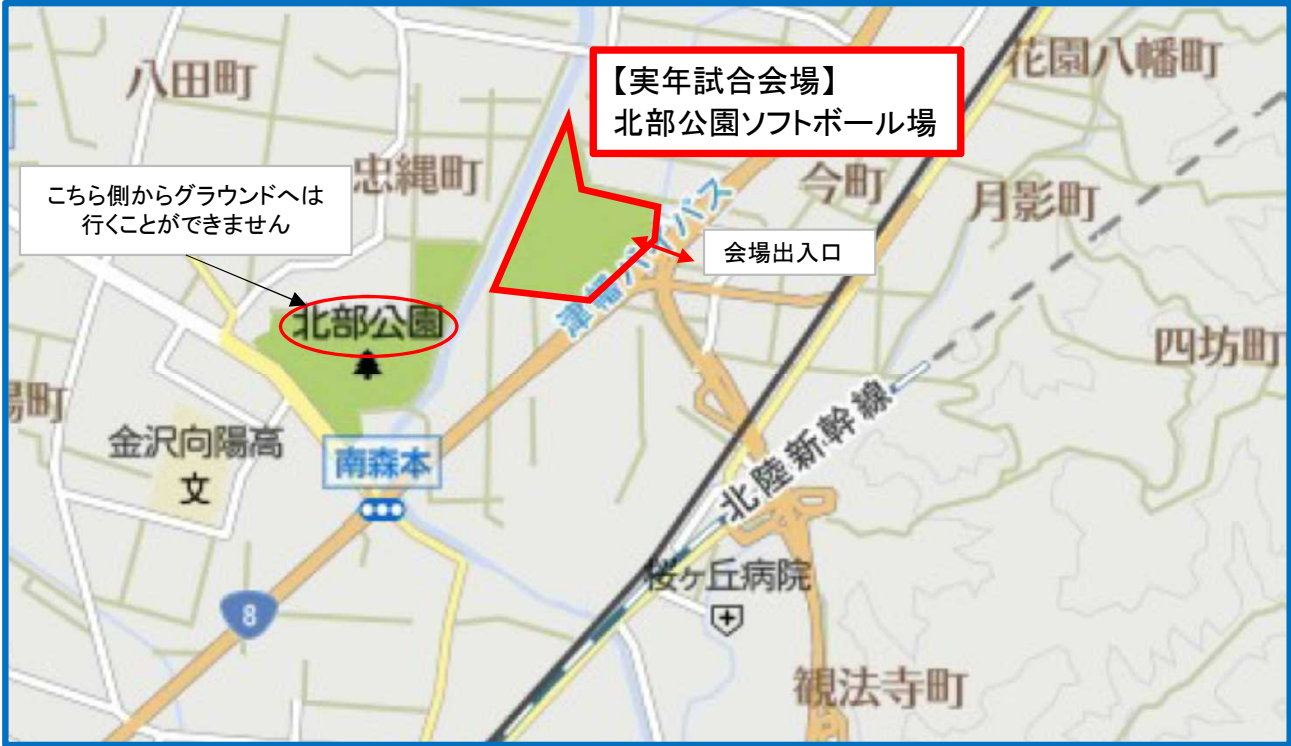 八田町
花園八幡町
【実年試合会場】
北部公園ソフトボール場
忠縄町
今町
月影町
こちら側からグラウンドへは
行くことができません
津幡バイパス
会場出入口
北部公園
四坊町
金沢向陽高
文
南森本
北陸新幹線
桜ヶ丘病院
8
観法寺町